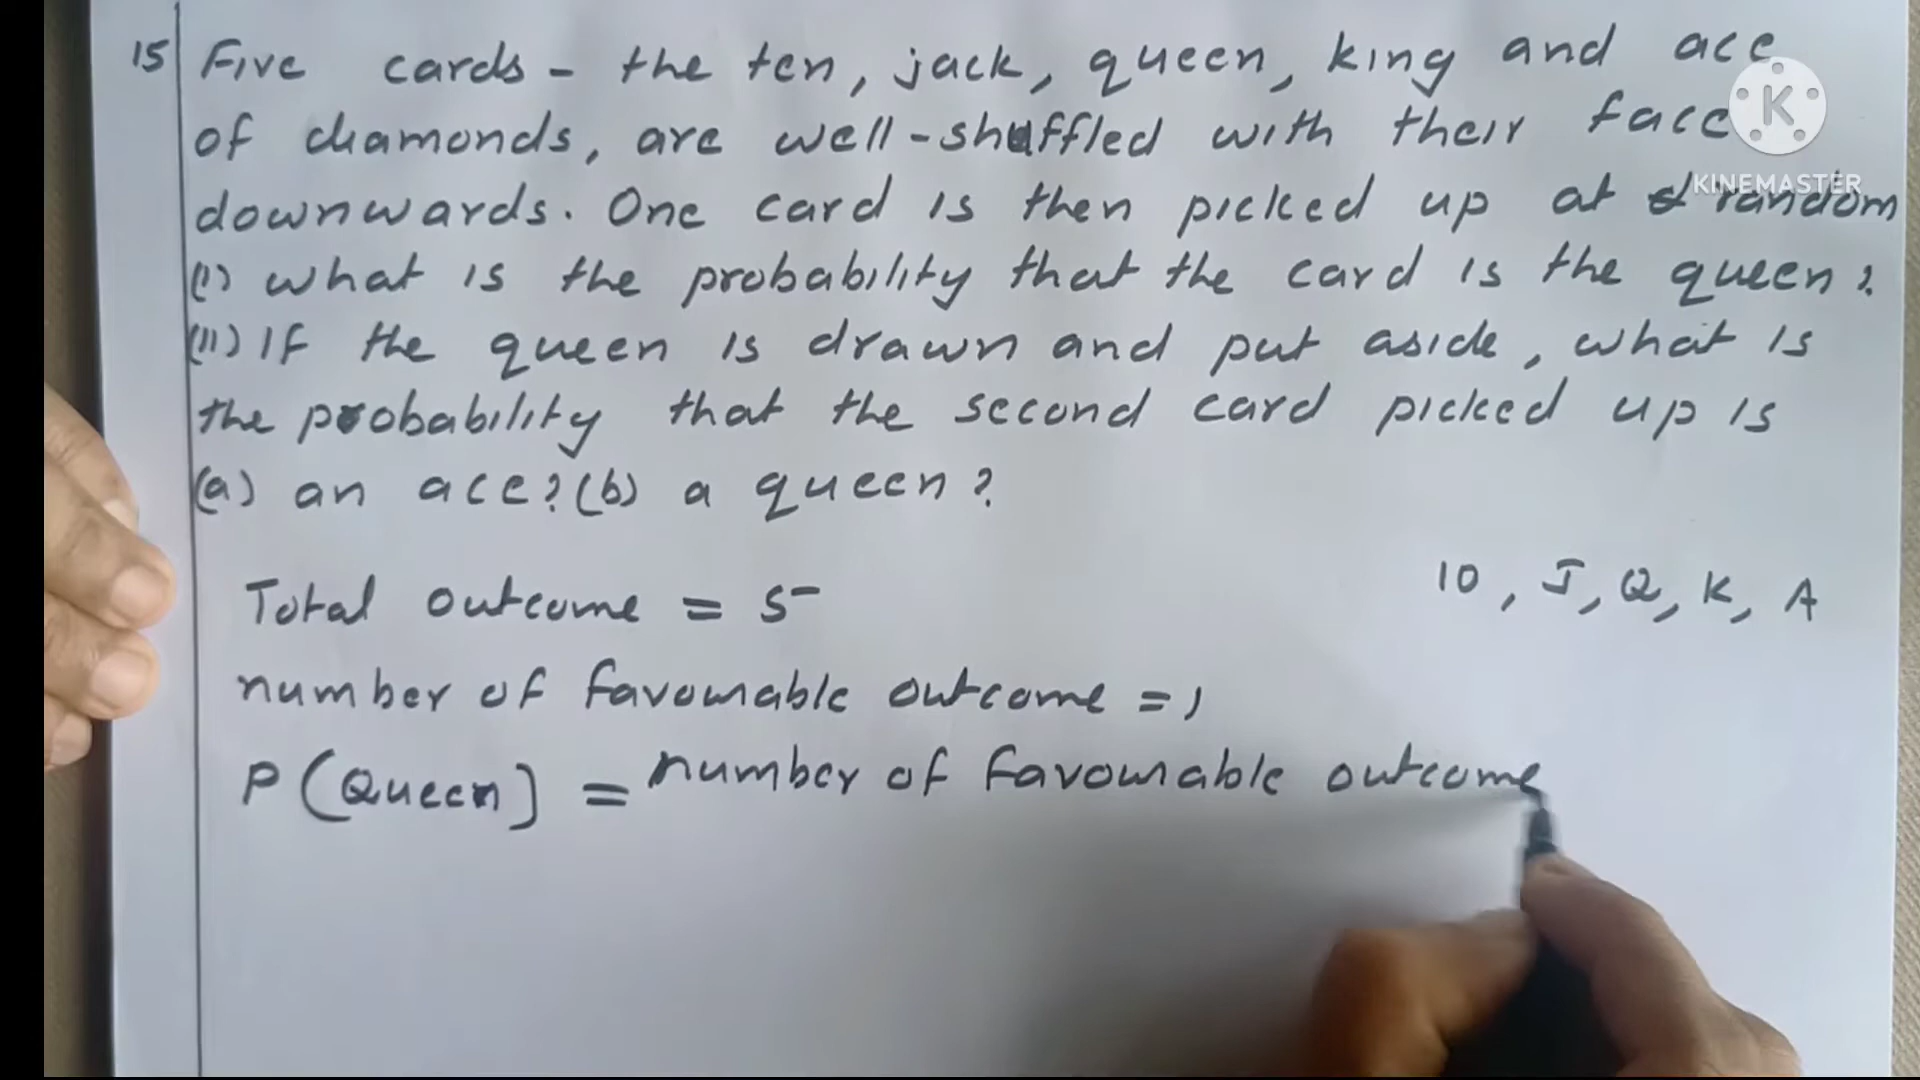 15 Five cards - the ten, jack, queen, king and ace
of diamonds, are well-shuffled with their face
downwards. One card is then picked up at random
(i) what is the probability that the card is the queen?
(ii) If the queen is drawn and put aside, what is
the probability that the second card picked up is
(a) an ace? (b) a queen?
10, J, Q, K, A
Total outcome = 5
number of favourable outcome = 1
P (Queen) = number of favourable outcome
K
KINEMASTER